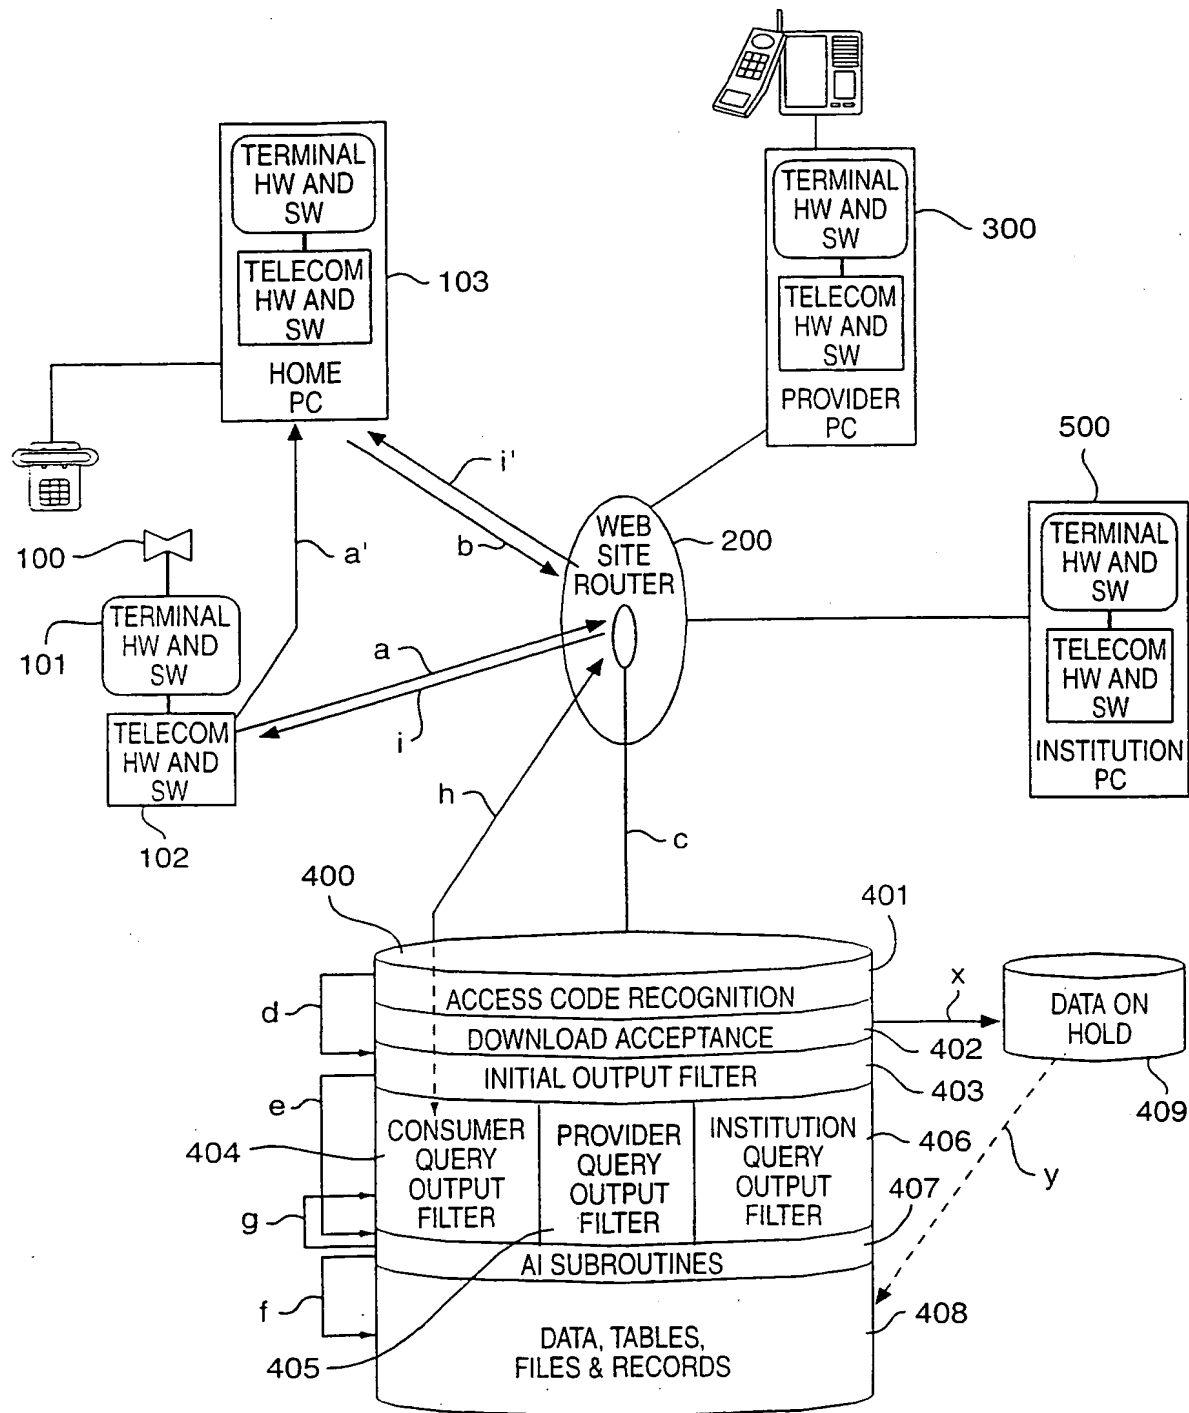 TERMINAL
HW AND
SW
TELECOM
HW AND
SW
HOME
PC
103
TERMINAL
HW AND
SW
TELECOM
HW AND
SW
PROVIDER
PC
300
500
TERMINAL
HW AND
SW
TELECOM
HW AND
SW
INSTITUTION
PC
WEB
SITE
ROUTER
200
i'
b
a'
100
TERMINAL
HW AND
SW
101
TELECOM
HW AND
SW
102
a
i
h
c
400
401
ACCESS CODE RECOGNITION
d
DOWNLOAD ACCEPTANCE
402
INITIAL OUTPUT FILTER
403
x
DATA ON
HOLD
409
y
e
404
CONSUMER
QUERY
OUTPUT
FILTER
PROVIDER
QUERY
OUTPUT
FILTER
INSTITUTION
QUERY
OUTPUT
FILTER
406
407
g
AI SUBROUTINES
f
405
408
DATA, TABLES,
FILES & RECORDS